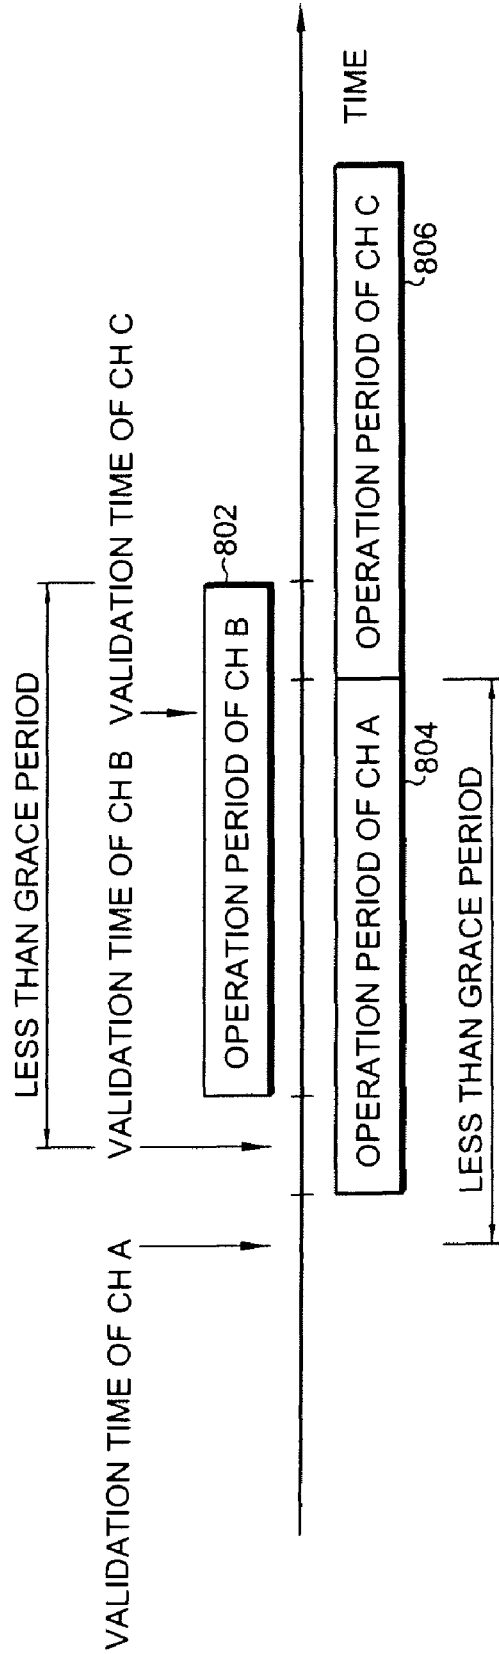 LESS THAN GRACE PERIOD
VALIDATION TIME OF CH A
VALIDATION TIME OF CH B
VALIDATION TIME OF CH C
OPERATION PERIOD OF CH B
802
TIME
OPERATION PERIOD OF CH A
OPERATION PERIOD OF CH C
804
806
LESS THAN GRACE PERIOD